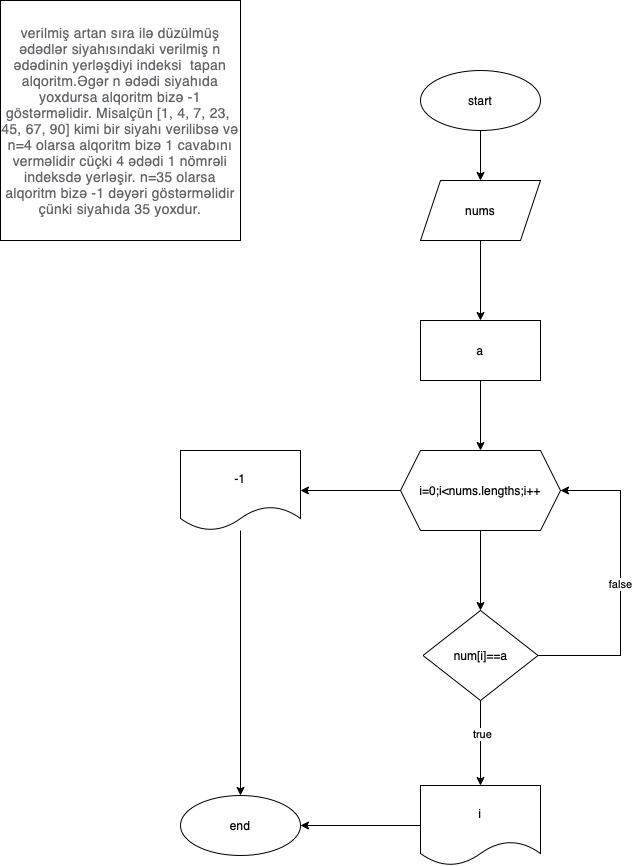 verilmiş artan sıra ilə düzülmüş
ədədlər siyahısındaki verilmiş n
ədədinin yerləşdiyi indeksi  tapan
alqoritm.Əgər n ədədi siyahıda
yoxdursa alqoritm bizə -1
göstərməlidir. Misalçün [1, 4, 7, 23,
45, 67, 90] kimi bir siyahı verilibsə və
n=4 olarsa alqoritm bizə 1 cavabını
verməlidir cüçki 4 ədədi 1 nömrəli
indeksdə yerləşir. n=35 olarsa
alqoritm bizə -1 dəyəri göstərməlidir
çünki siyahıda 35 yoxdur.
start
nums
a
-1
i=0;i<nums.lengths;i++
false
num[i]==a
true
i
end